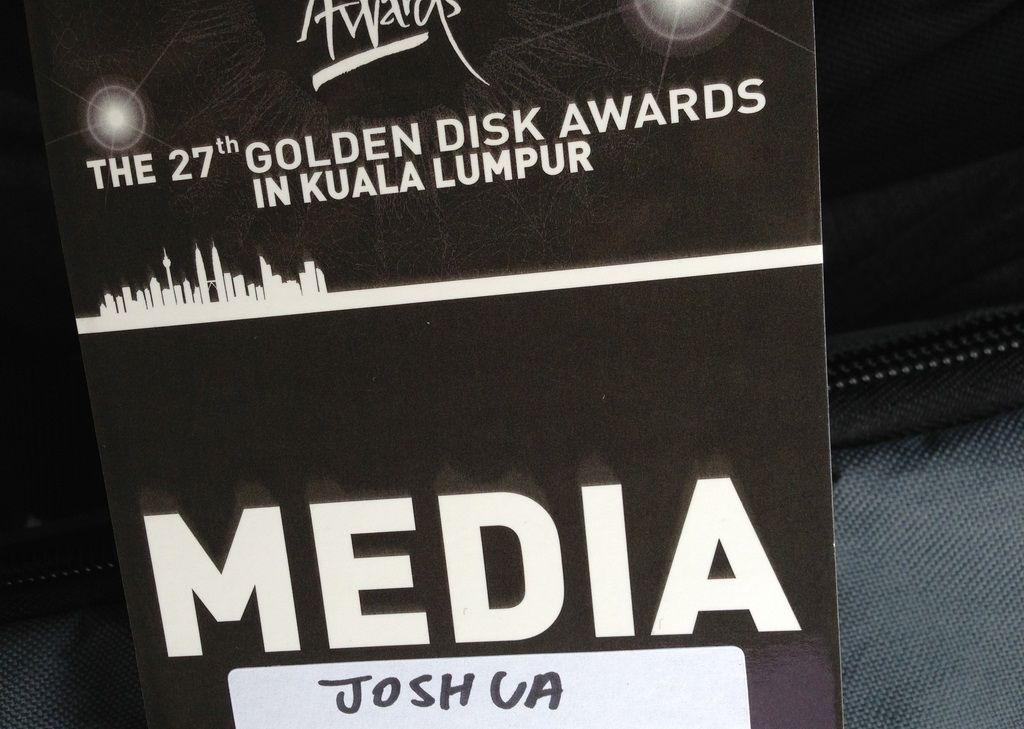 Awards
THE 27th GOLDEN DISK AWARDS
IN KUALA LUMPUR
MEDIA
JOSHUA